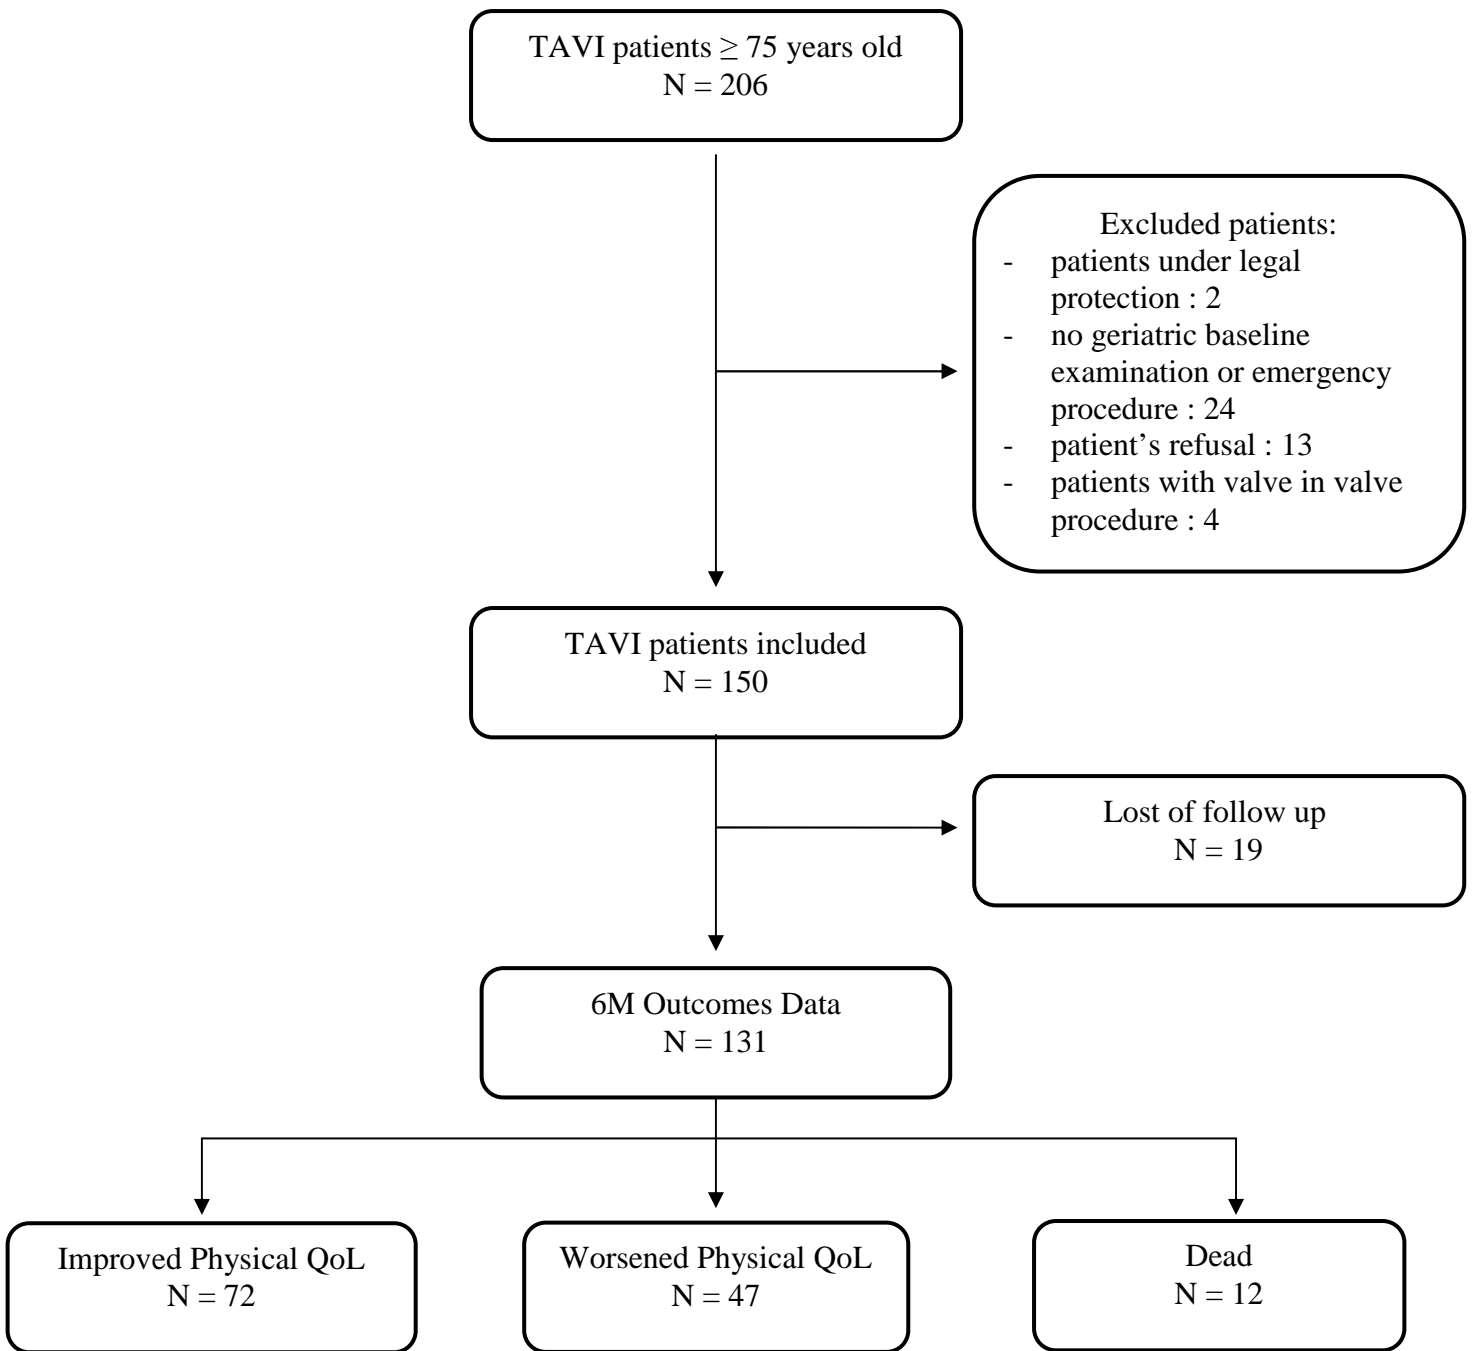 TAVI patients ≥ 75 years old
N = 206
Excluded patients:
- patients under legal
protection : 2
- no geriatric baseline
examination or emergency
procedure : 24
- patient’s refusal : 13
- patients with valve in valve
procedure : 4
TAVI patients included
N = 150
Lost of follow up
N = 19
6M Outcomes Data
N = 131
Improved Physical QoL
N = 72
Worsened Physical QoL
N = 47
Dead
N = 12